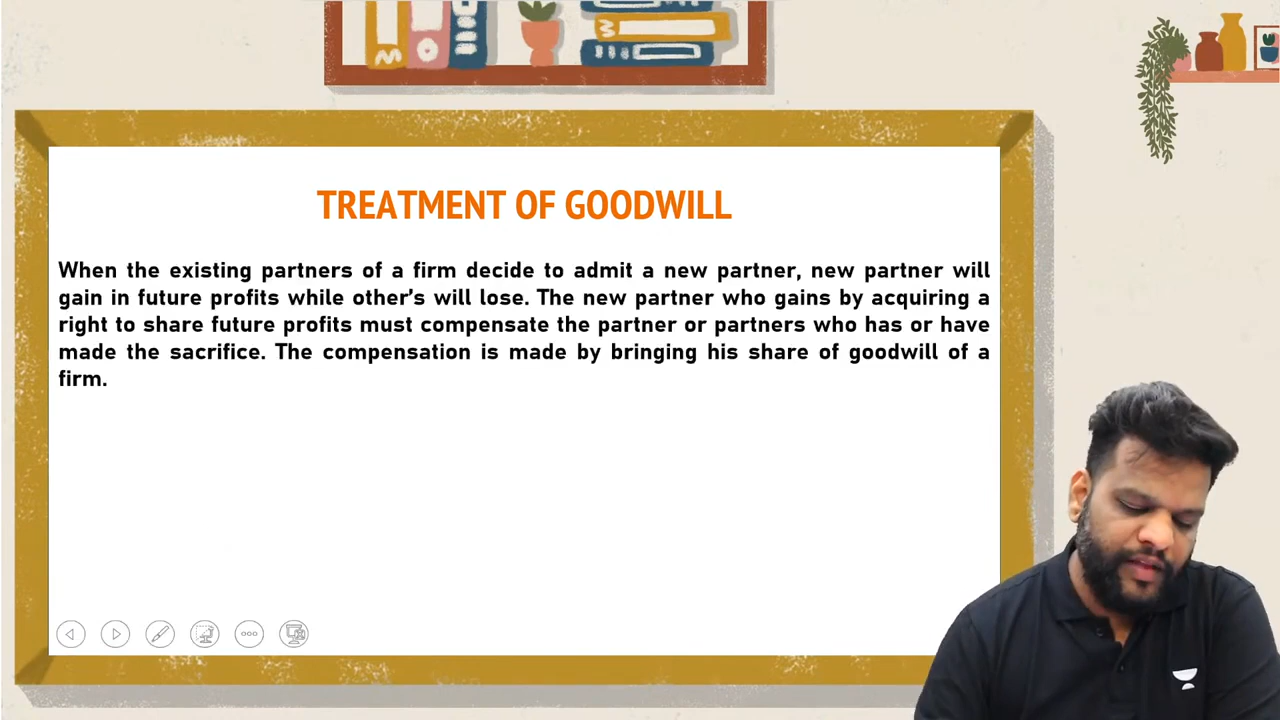 TREATMENT OF GOODWILL
When the existing partners of a firm decide to admit a new partner, new partner will
gain in future profits while other's will lose. The new partner who gains by acquiring a
right to share future profits must compensate the partner or partners who has or have
made the sacrifice. The compensation is made by bringing his share of goodwill of a
firm.